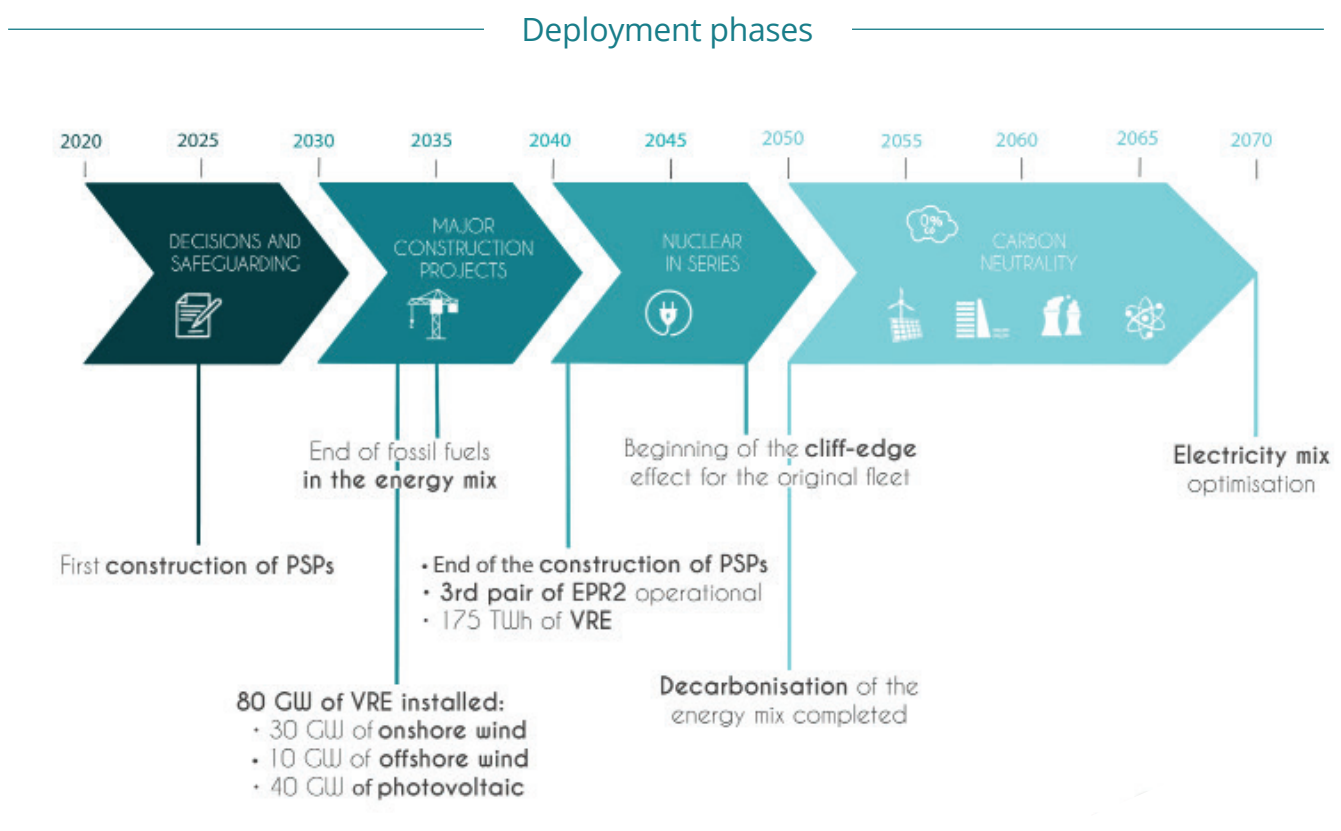 Deployment phases
2020 2025 2030 2035 2040 2045 2050 2055 2060 2065 2070
DECISIONS AND
SAFEGUARDING
MAJOR
CONSTRUCTION
PROJECTS
NUCLEAR
IN SERIES
0%
CARBON
NEUTRALITY
End of fossil fuels
in the energy mix
Beginning of the cliff-edge
effect for the original fleet
Electricity mix
optimisation
First construction of PSPs
• End of the construction of PSPs
• 3rd pair of EPR2 operational
• 175 TWh of VRE
Decarbonisation of the
energy mix completed
80 GW of VRE installed:
• 30 GW of onshore wind
• 10 GW of offshore wind
• 40 GW of photovoltaic